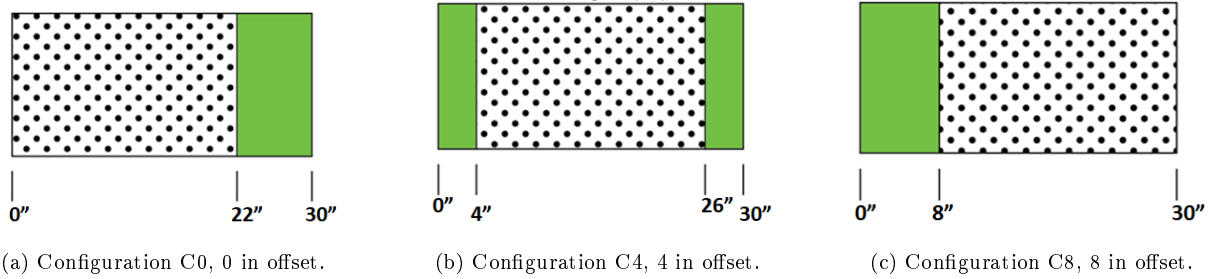 0” 22” 30”
0” 4” 26” 30”
0” 8” 30”
(a) Configuration C0, 0 in offset.
(b) Configuration C4, 4 in offset.
(c) Configuration C8, 8 in offset.